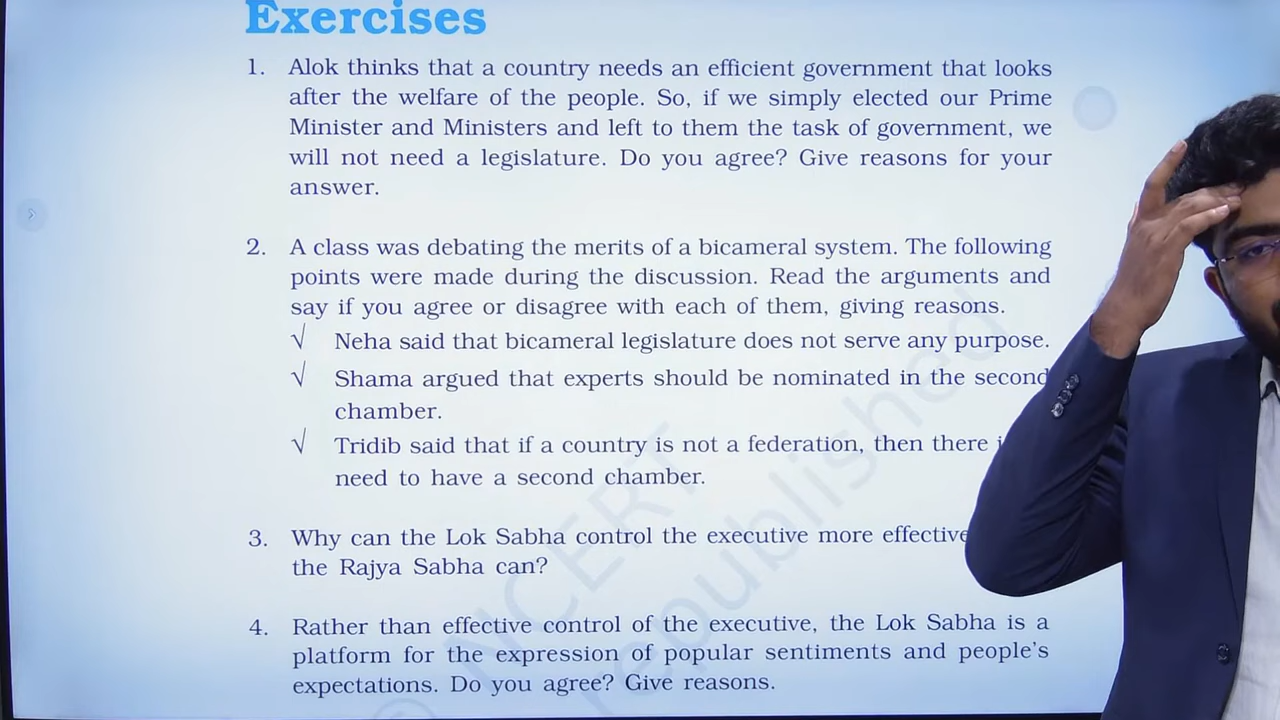 Exercises
1. Alok thinks that a country needs an efficient government that looks
after the welfare of the people. So, if we simply elected our Prime
Minister and Ministers and left to them the task of government, we
will not need a legislature. Do you agree? Give reasons for your
answer.
2. A class was debating the merits of a bicameral system. The following
points were made during the discussion. Read the arguments and
say if you agree or disagree with each of them, giving reasons.
√ Neha said that bicameral legislature does not serve any purpose.
√ Shama argued that experts should be nominated in the second
chamber.
√ Tridib said that if a country is not a federation, then there
need to have a second chamber.
3. Why can the Lok Sabha control the executive more effective
the Rajya Sabha can?
4. Rather than effective control of the executive, the Lok Sabha is a
platform for the expression of popular sentiments and people's
expectations. Do you agree? Give reasons.
© NCERT
republished